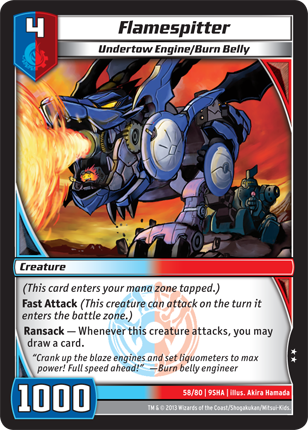 4
Flamespitter
Undertow Engine/Burn Belly
Creature
(This card enters your mana zone tapped.)
Fast Attack (This creature can attack on the turn it
enters the battle zone.)
Ransack — Whenever this creature attacks, you may
draw a card.
“Crank up the blaze engines and set liquometers to max
power! Full speed ahead!” —Burn belly engineer
1000
58/80 | 9SHA | illus. Akira Hamada
TM & © 2013 Wizards of the Coast/Shogakukan/Mitsui-Kids.